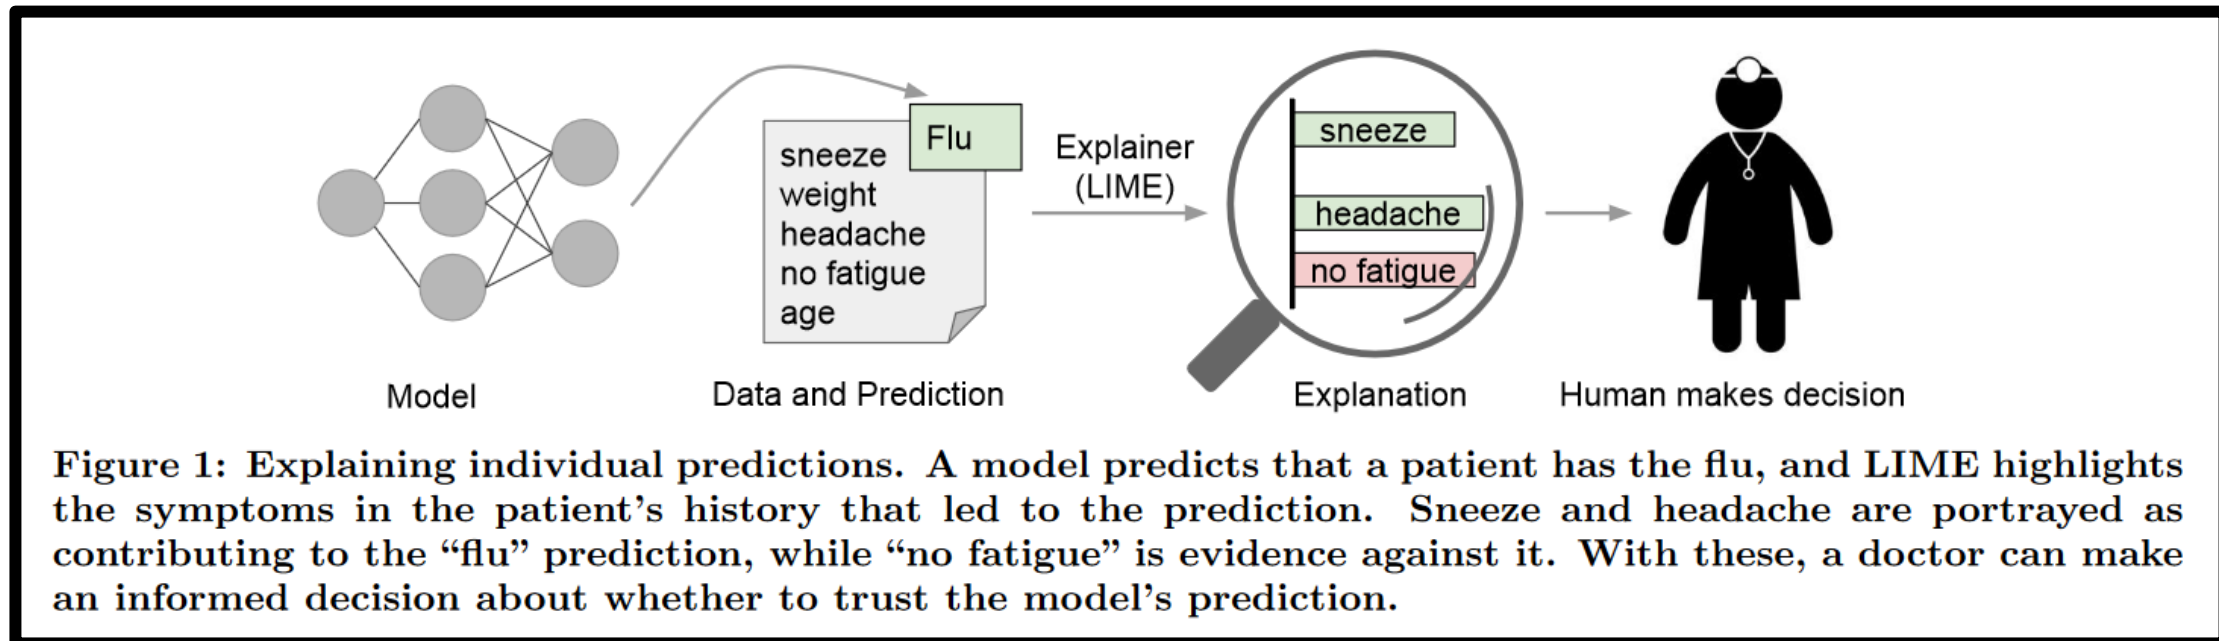 Flu
sneeze
weight
headache
no fatigue
age
Explainer
(LIME)
sneeze
headache
no fatigue
Model
Data and Prediction
Explanation
Human makes decision
Figure 1: Explaining individual predictions. A model predicts that a patient has the flu, and LIME highlights
the symptoms in the patient’s history that led to the prediction. Sneeze and headache are portrayed as
contributing to the “flu” prediction, while “no fatigue” is evidence against it. With these, a doctor can make
an informed decision about whether to trust the model’s prediction.